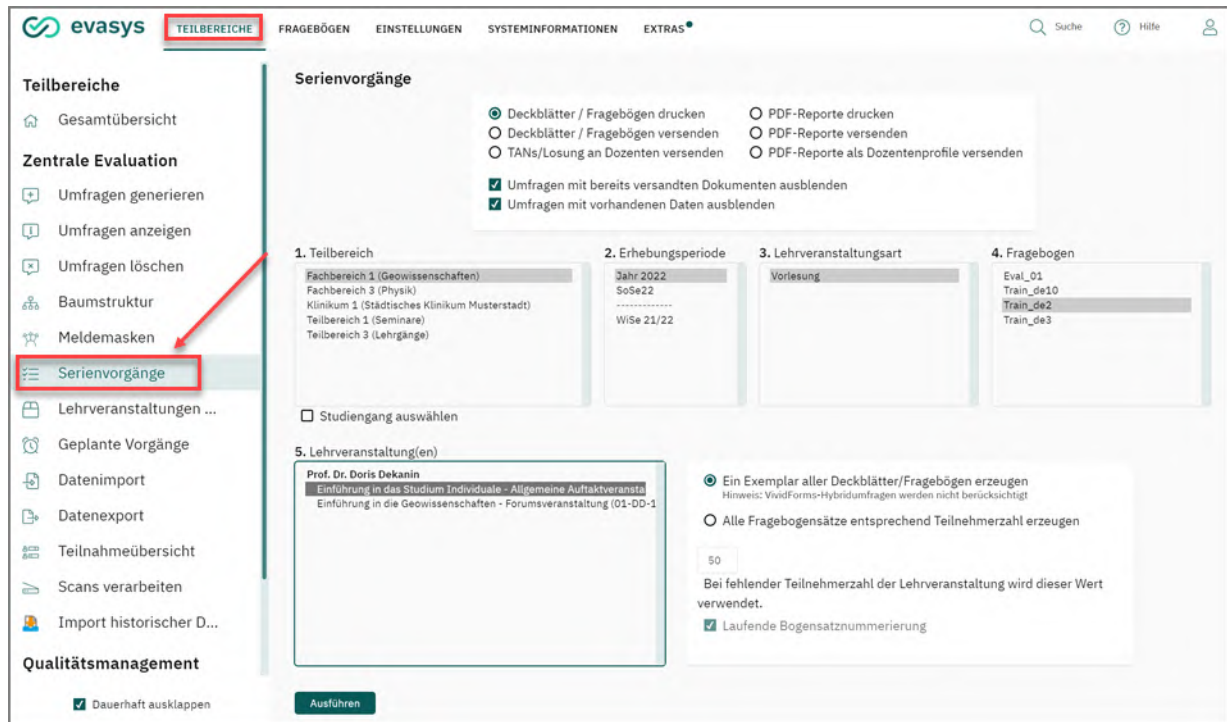 evasys TEILBEREICHE FRAGEBÖGEN EINSTELLUNGEN SYSTEMINFORMATIONEN EXTRAS Suche Hilfe
Teilbereiche
Gesamtübersicht
Zentrale Evaluation
Umfragen generieren
Umfragen anzeigen
Umfragen löschen
Baumstruktur
Meldemasken
Serienvorgänge
Lehrveranstaltungen ...
Geplante Vorgänge
Datenimport
Datenexport
Teilnahmeübersicht
Scans verarbeiten
Import historischer D...
Qualitätsmanagement
Dauerhaft ausklappen
Serienvorgänge
Deckblätter / Fragebögen drucken
Deckblätter / Fragebögen versenden
TANs/Losung an Dozenten versenden
PDF-Reporte drucken
PDF-Reporte versenden
PDF-Reporte als Dozentenprofile versenden
Umfragen mit bereits versandten Dokumenten ausblenden
Umfragen mit vorhandenen Daten ausblenden
1. Teilbereich
Fachbereich 1 (Geowissenschaften)
Fachbereich 3 (Physik)
Klinikum 1 (Städtisches Klinikum Musterstadt)
Teilbereich 1 (Seminare)
Teilbereich 3 (Lehrgänge)
2. Erhebungsperiode
Jahr 2022
SoSe22
-------------
WiSe 21/22
3. Lehrveranstaltungsart
Vorlesung
4. Fragebogen
Eval_01
Train_de10
Train_de2
Train_de3
Studiengang auswählen
5. Lehrveranstaltung(en)
Prof. Dr. Doris Dekanin
Einführung in das Studium Individuale - Allgemeine Auftaktveransta
Einführung in die Geowissenschaften - Forumsveranstaltung (01-DD-1
Ein Exemplar aller Deckblätter/Fragebögen erzeugen
Hinweis: VividForms-Hybridumfragen werden nicht berücksichtigt
Alle Fragebogensätze entsprechend Teilnehmerzahl erzeugen
50
Bei fehlender Teilnehmerzahl der Lehrveranstaltung wird dieser Wert
verwendet.
Laufende Bogensatznummerierung
Ausführen